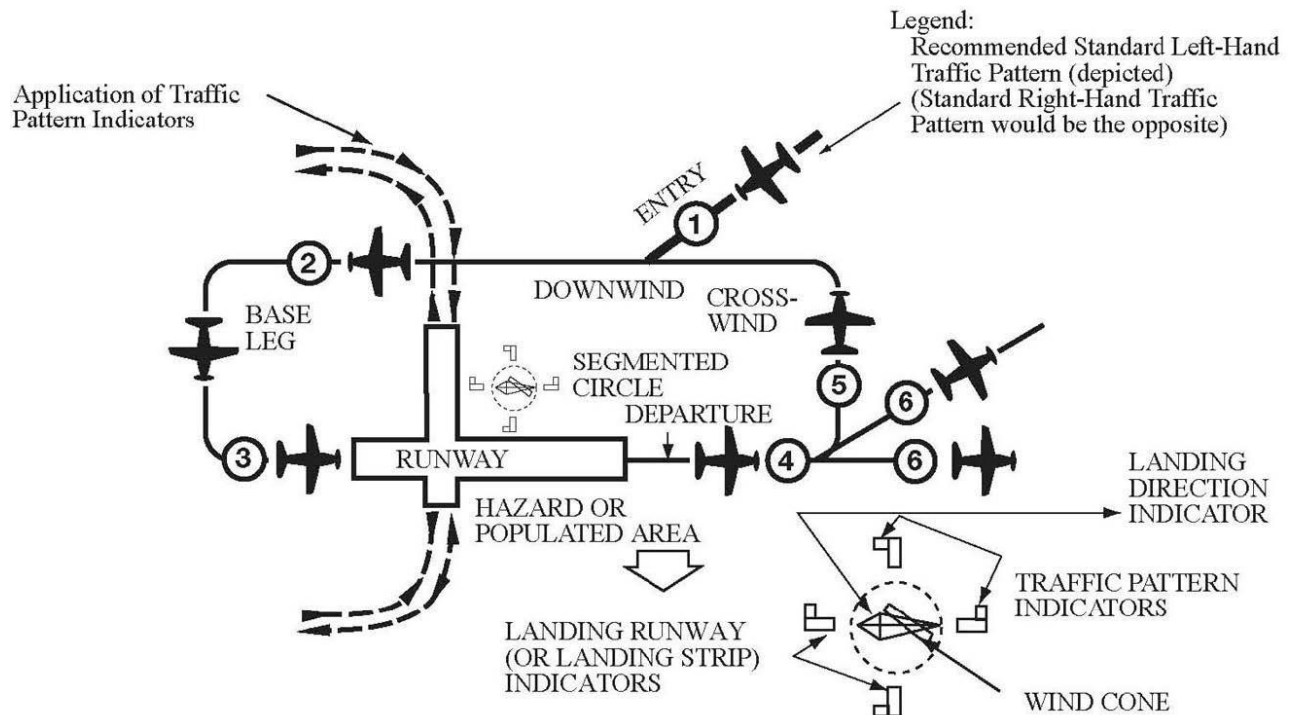 Legend:
Recommended Standard Left-Hand
Traffic Pattern (depicted)
(Standard Right-Hand Traffic
Pattern would be the opposite)
Application of Traffic
Pattern Indicators
ENTRY
1
2
DOWNWIND
CROSS-
WIND
BASE
LEG
SEGMENTED
CIRCLE
5
6
DEPARTURE
3
RUNWAY
4
6
LANDING
DIRECTION
INDICATOR
HAZARD OR
POPULATED AREA
TRAFFIC PATTERN
INDICATORS
LANDING RUNWAY
(OR LANDING STRIP)
INDICATORS
WIND CONE